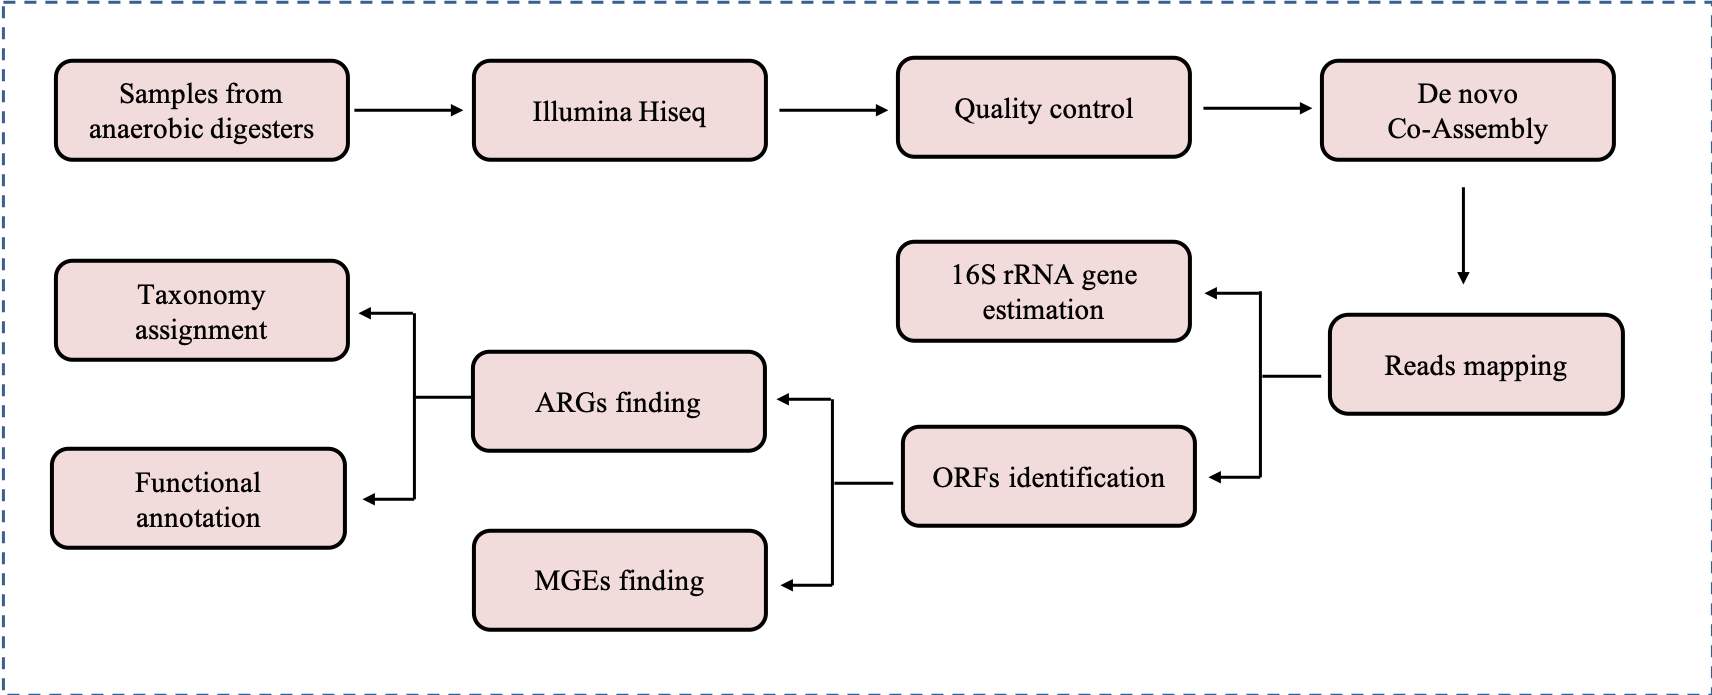 Samples from
anaerobic digesters
Illumina Hiseq
Quality control
De novo
Co-Assembly
Reads mapping
16S rRNA gene
estimation
ORFs identification
ARGs finding
MGEs finding
Taxonomy
assignment
Functional
annotation